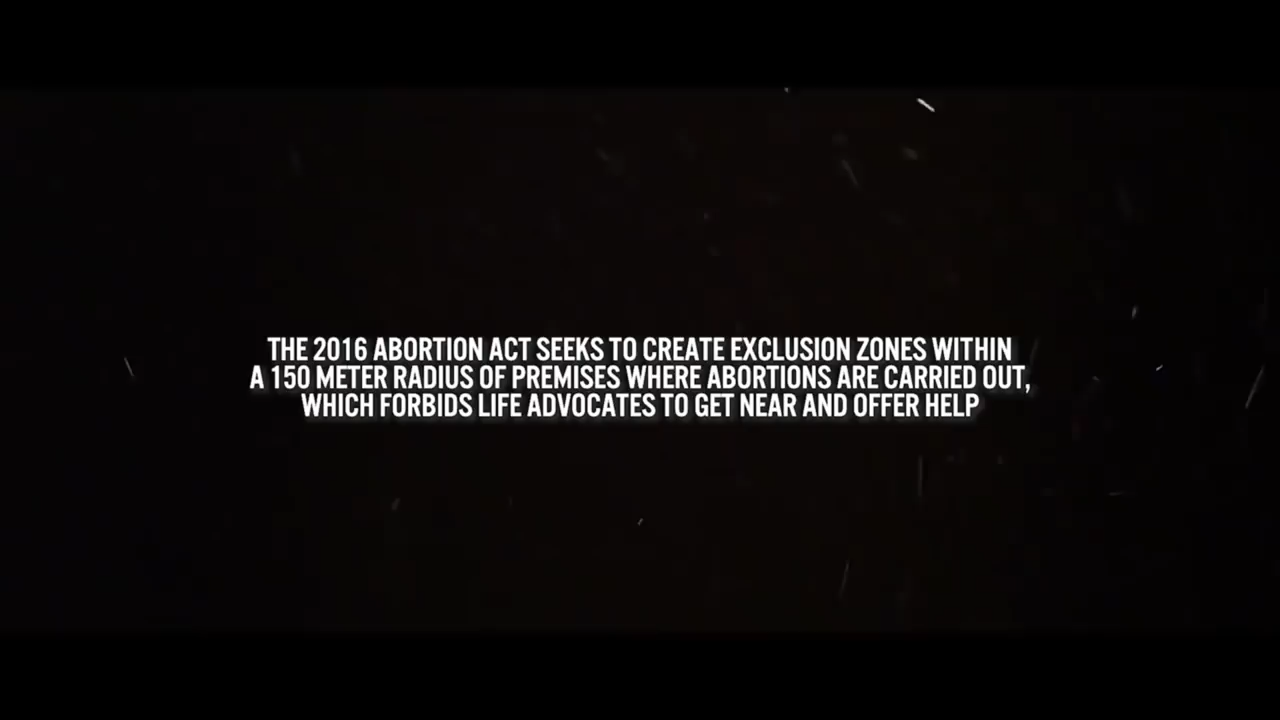 THE 2016 ABORTION ACT SEEKS TO CREATE EXCLUSION ZONES WITHIN
A 150 METER RADIUS OF PREMISES WHERE ABORTIONS ARE CARRIED OUT,
WHICH FORBIDS LIFE ADVOCATES TO GET NEAR AND OFFER HELP